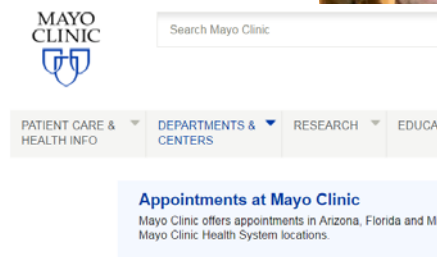 MAYO
CLINIC
Search Mayo Clinic
PATIENT CARE &
HEALTH INFO
DEPARTMENTS &
CENTERS
RESEARCH
EDUCA
Appointments at Mayo Clinic
Mayo Clinic offers appointments in Arizona, Florida and M
Mayo Clinic Health System locations.